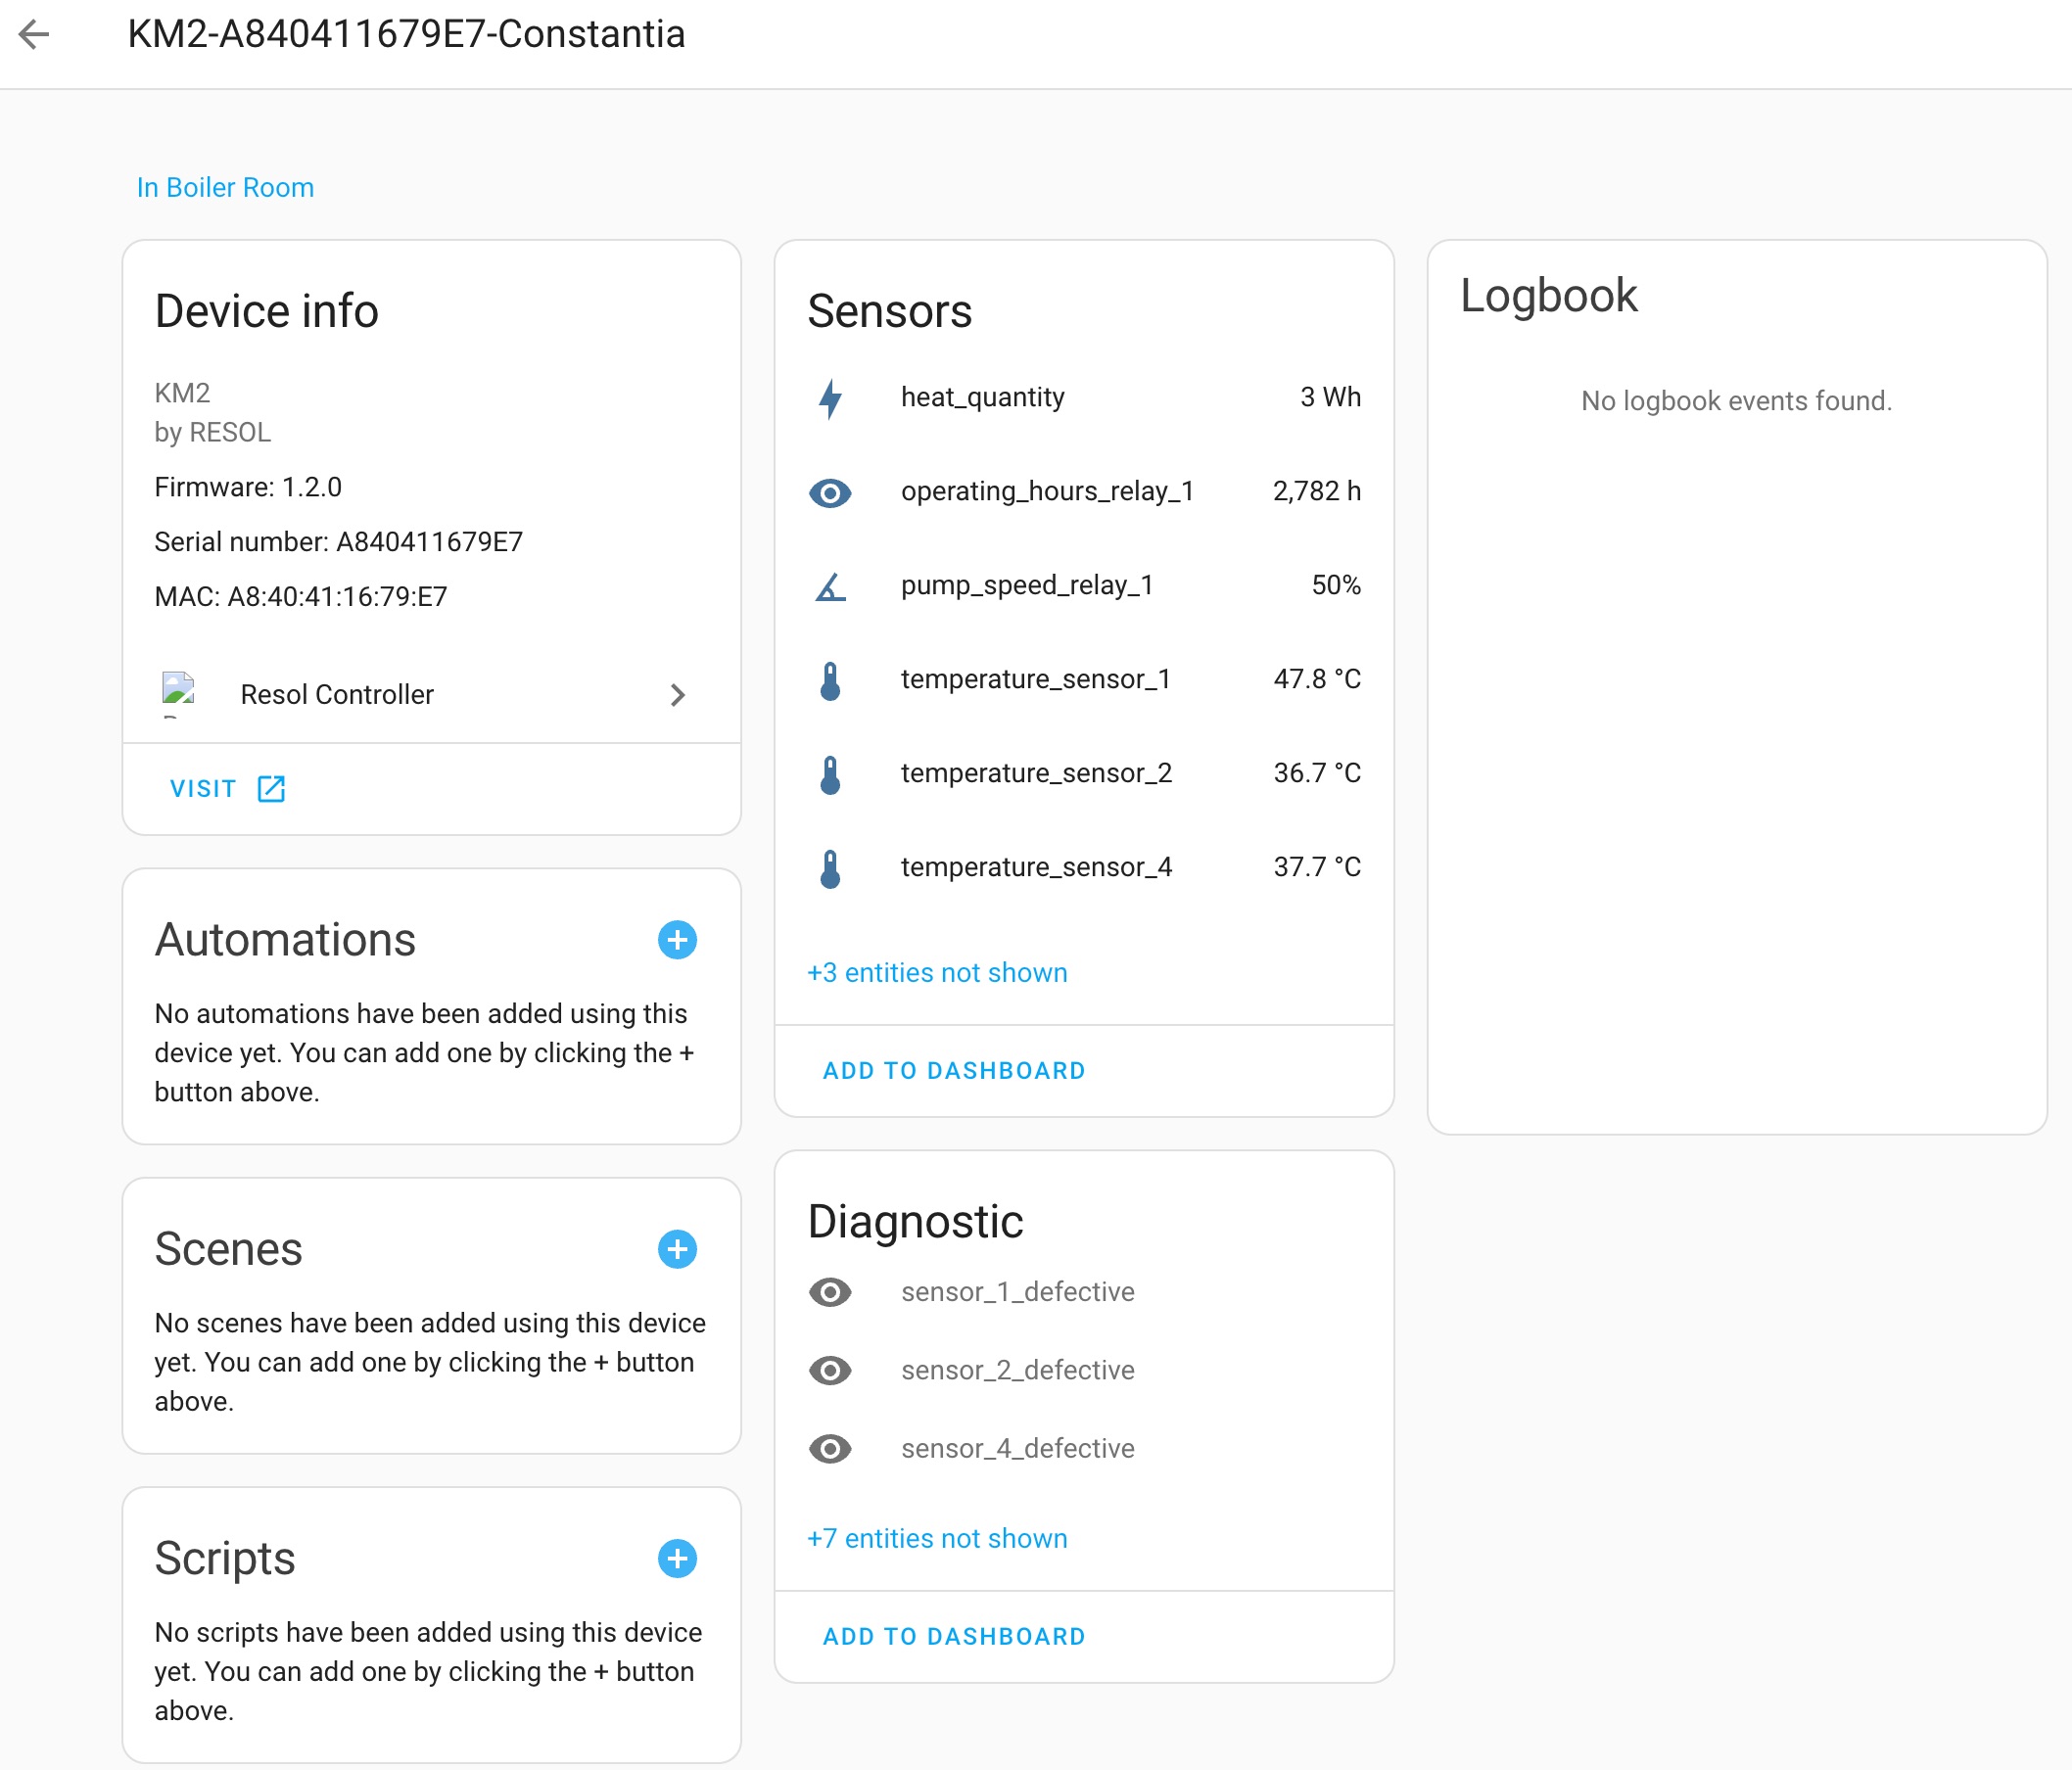 KM2-A840411679E7-Constantia
In Boiler Room
Device info
KM2
by RESOL
Firmware: 1.2.0
Serial number: A840411679E7
MAC: A8:40:41:16:79:E7
Resol Controller
VISIT
Automations
No automations have been added using this
device yet. You can add one by clicking the +
button above.
Scenes
No scenes have been added using this device
yet. You can add one by clicking the + button
above.
Scripts
No scripts have been added using this device
yet. You can add one by clicking the + button
above.
Sensors
heat_quantity 3 Wh
operating_hours_relay_1 2,782 h
pump_speed_relay_1 50%
temperature_sensor_1 47.8 °C
temperature_sensor_2 36.7 °C
temperature_sensor_4 37.7 °C
+3 entities not shown
ADD TO DASHBOARD
Diagnostic
sensor_1_defective
sensor_2_defective
sensor_4_defective
+7 entities not shown
ADD TO DASHBOARD
Logbook
No logbook events found.